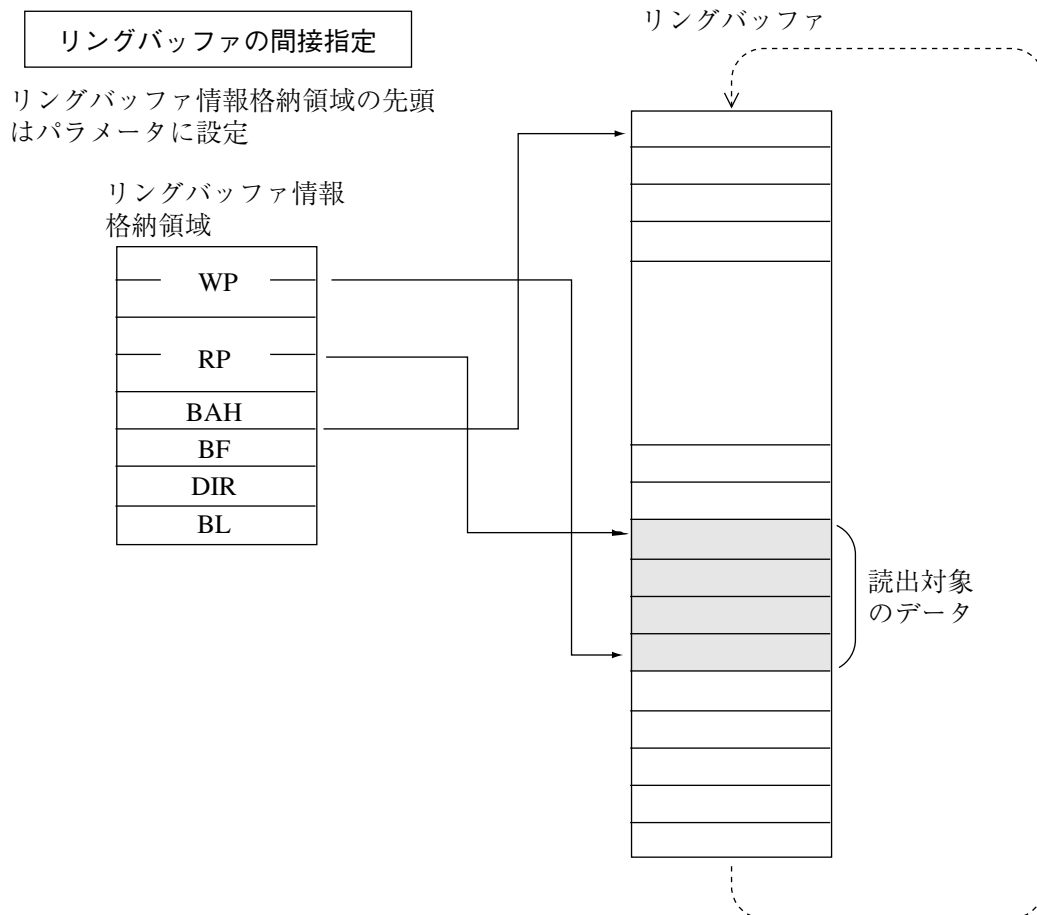 リングバッファの間接指定
リングバッファ情報格納領域の先頭
はパラメータに設定
リングバッファ情報
格納領域
WP
RP
BAH
BF
DIR
BL
リングバッファ
読出対象
のデータ